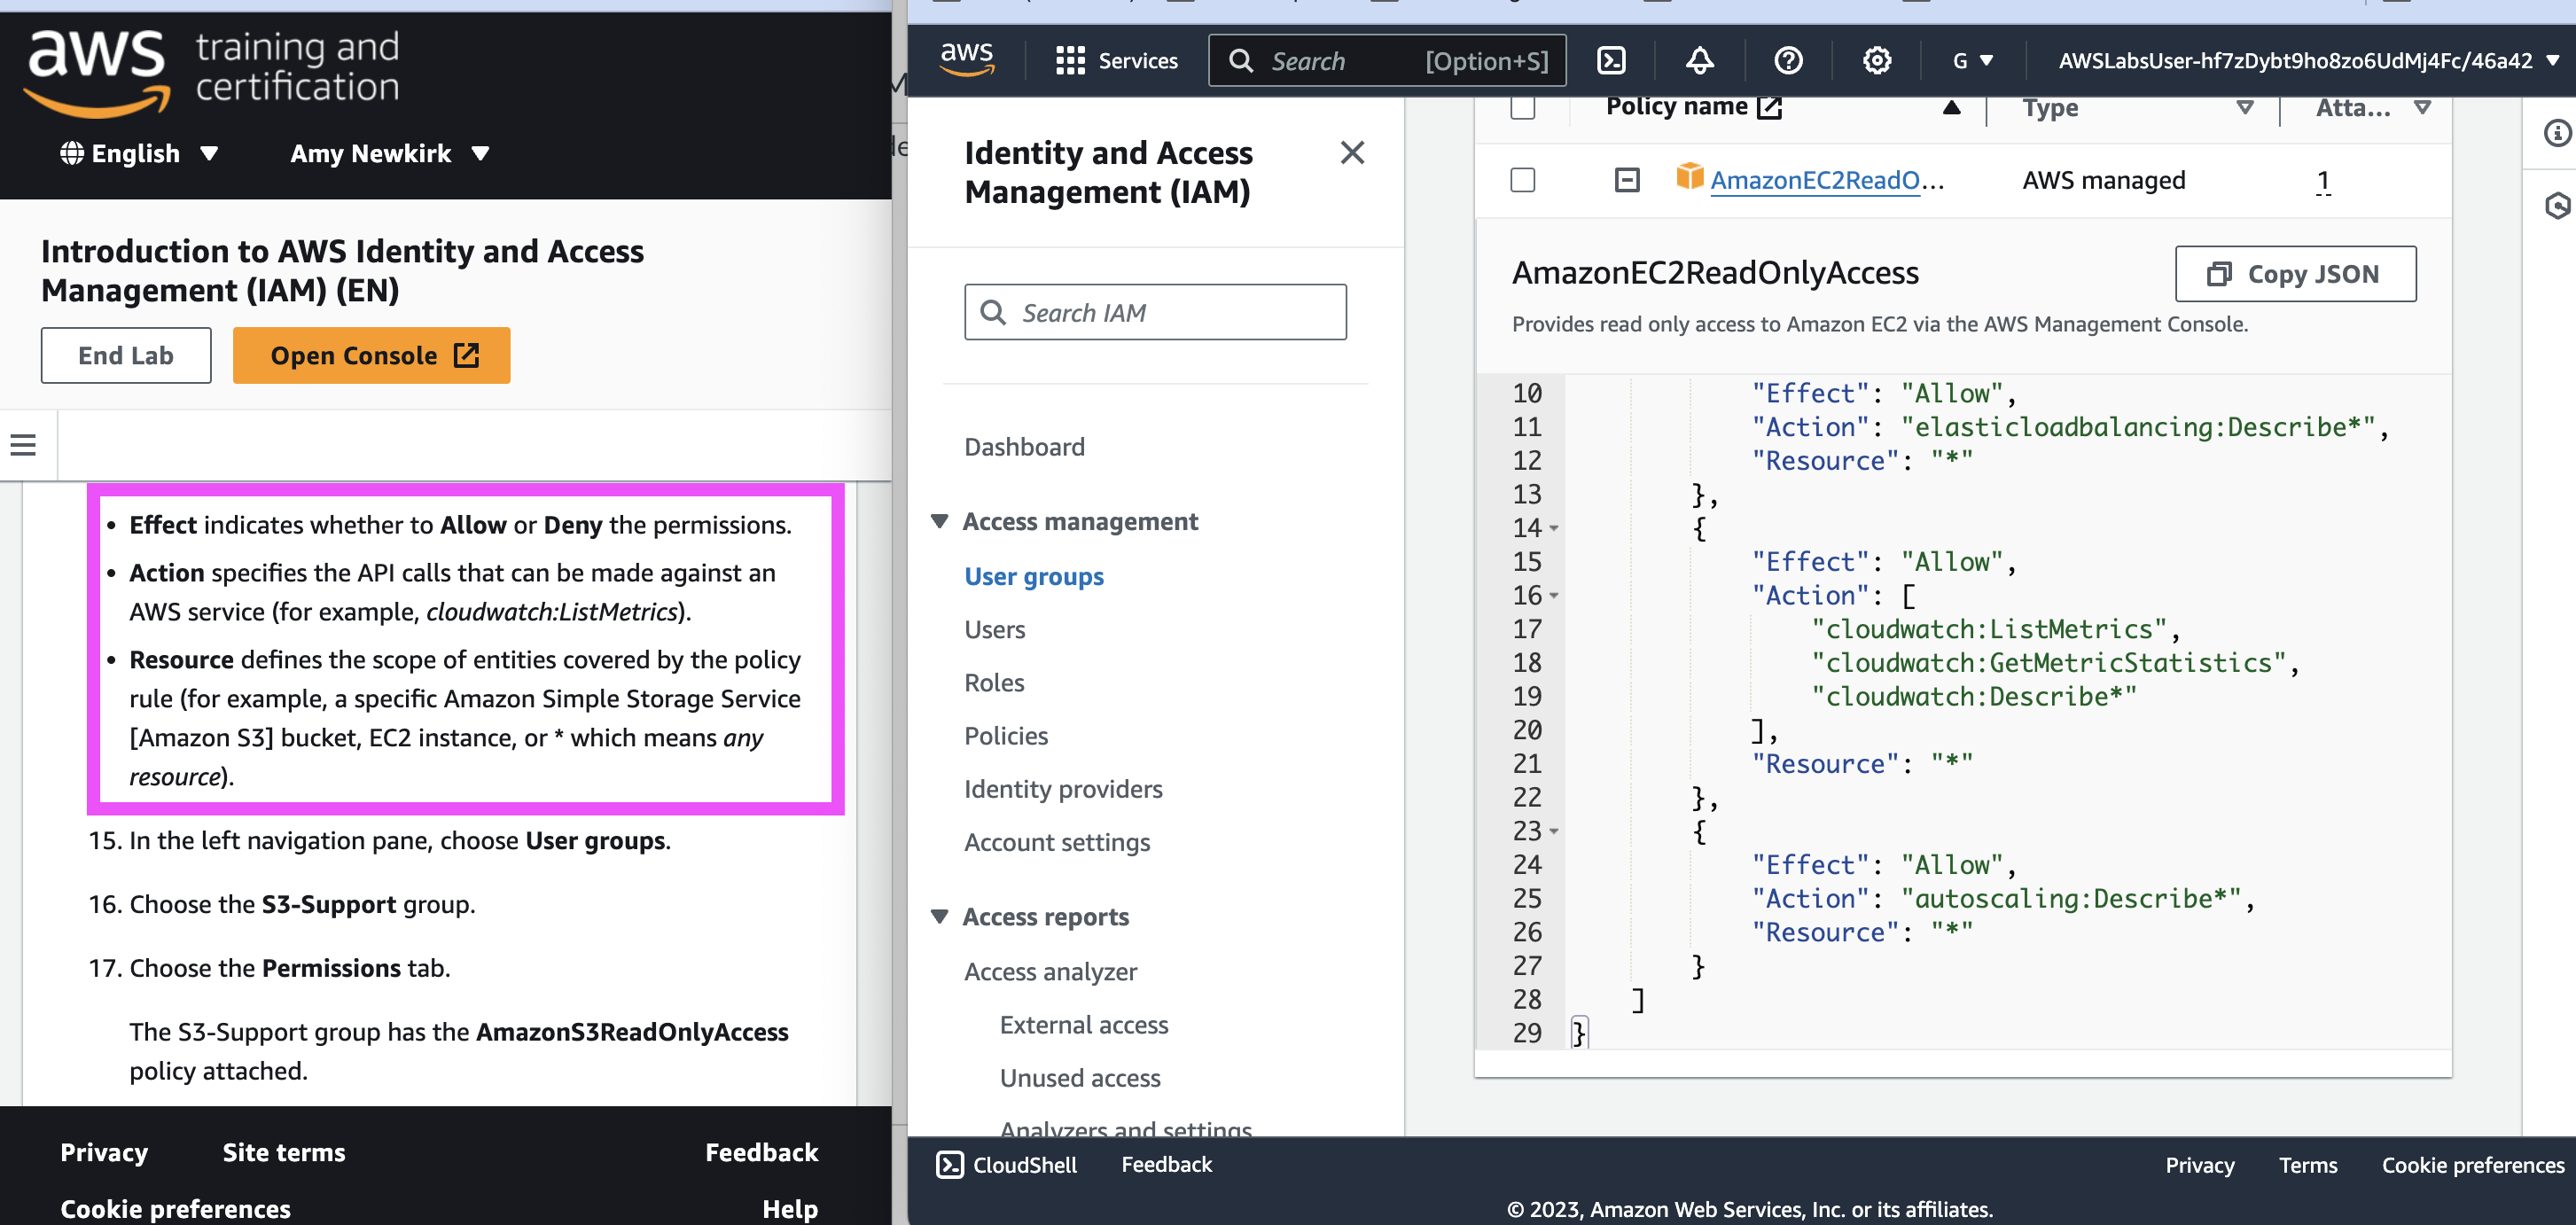 aws training and certification
English ▼ Amy Newkirk ▼
Introduction to AWS Identity and Access
Management (IAM) (EN)
End Lab
Open Console
• Effect indicates whether to Allow or Deny the permissions.
• Action specifies the API calls that can be made against an
AWS service (for example, cloudwatch:ListMetrics).
• Resource defines the scope of entities covered by the policy
rule (for example, a specific Amazon Simple Storage Service
[Amazon S3] bucket, EC2 instance, or * which means any
resource).
15. In the left navigation pane, choose User groups.
16. Choose the S3-Support group.
17. Choose the Permissions tab.
The S3-Support group has the AmazonS3ReadOnlyAccess
policy attached.
Privacy Site terms Feedback
Cookie preferences Help
aws Services Search [Option+S] G ▼ AWSLabsUser-hf7zDybt9ho8zo6UdMj4Fc/46a42 ▼
Identity and Access
Management (IAM)
Search IAM
Dashboard
Access management
User groups
Users
Roles
Policies
Identity providers
Account settings
Access reports
Access analyzer
External access
Unused access
Analyzers and settings
Policy name Type Atta...
AmazonEC2ReadO... AWS managed 1
AmazonEC2ReadOnlyAccess
Copy JSON
Provides read only access to Amazon EC2 via the AWS Management Console.
10 "Effect": "Allow",
11 "Action": "elasticloadbalancing:Describe*",
12 "Resource": "*"
13 },
14 {
15 "Effect": "Allow",
16 "Action": [
17 "cloudwatch:ListMetrics",
18 "cloudwatch:GetMetricStatistics",
19 "cloudwatch:Describe*"
20 ],
21 "Resource": "*"
22 },
23 {
24 "Effect": "Allow",
25 "Action": "autoscaling:Describe*",
26 "Resource": "*"
27 }
28 ]
29 }
CloudShell Feedback Privacy Terms Cookie preferences
© 2023, Amazon Web Services, Inc. or its affiliates.